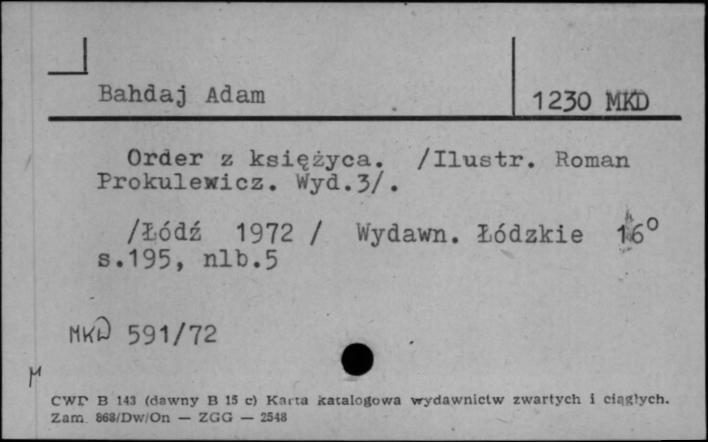 Bahdaj Adam
1230 MKD
Order z księżyca. /Ilustr. Roman
Prokulewicz. Wyd.3/.
/Łódź 1972 / Wydawn. Łódzkie 16°
s.195, nlb.5
MKD 591/72
M
CWD B 143 (dawny B 15 c) Karta katalogowa wydawnictw zwartych i ciągłych.
Zam. 868/Dw/On — ZGG — 2548